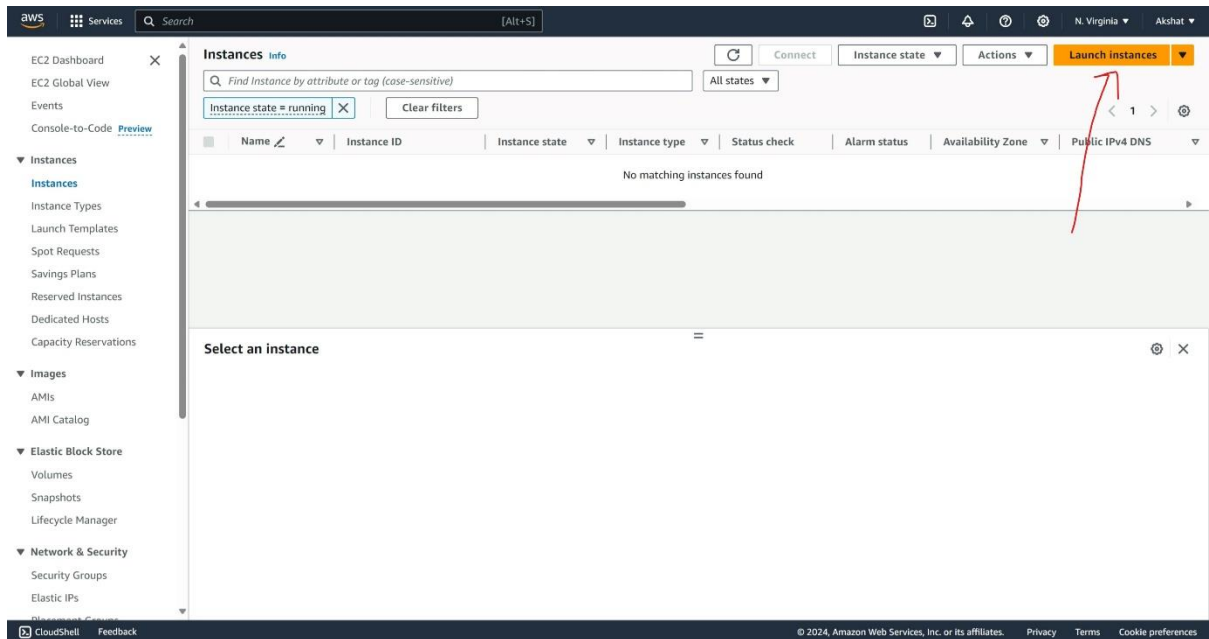 aws Services Search [Alt+S] N. Virginia Akshat
EC2 Dashboard
EC2 Global View
Events
Console-to-Code Preview
Instances
Instances
Instance Types
Launch Templates
Spot Requests
Savings Plans
Reserved Instances
Dedicated Hosts
Capacity Reservations
Images
AMIs
AMI Catalog
Elastic Block Store
Volumes
Snapshots
Lifecycle Manager
Network & Security
Security Groups
Elastic IPs
Placement Groups
Instances Info Connect Instance state Actions Launch instances
Find Instance by attribute or tag (case-sensitive) All states
Instance state = running Clear filters 1
Name Instance ID Instance state Instance type Status check Alarm status Availability Zone Public IPv4 DNS
No matching instances found
Select an instance
CloudShell Feedback © 2024, Amazon Web Services, Inc. or its affiliates. Privacy Terms Cookie preferences